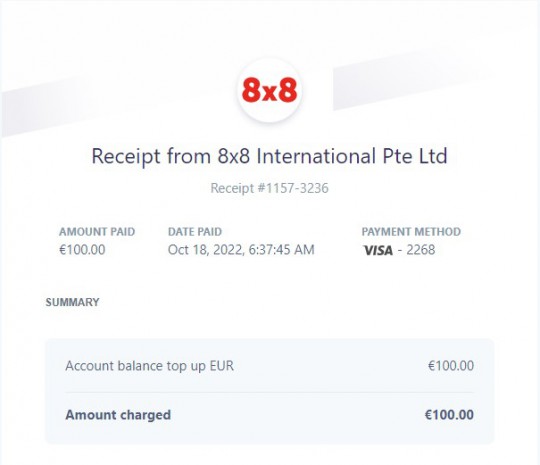 8x8
Receipt from 8x8 International Pte Ltd
Receipt #1157-3236
AMOUNT PAID DATE PAID PAYMENT METHOD
€100.00 Oct 18, 2022, 6:37:45 AM VISA - 2268
SUMMARY
Account balance top up EUR €100.00
Amount charged €100.00